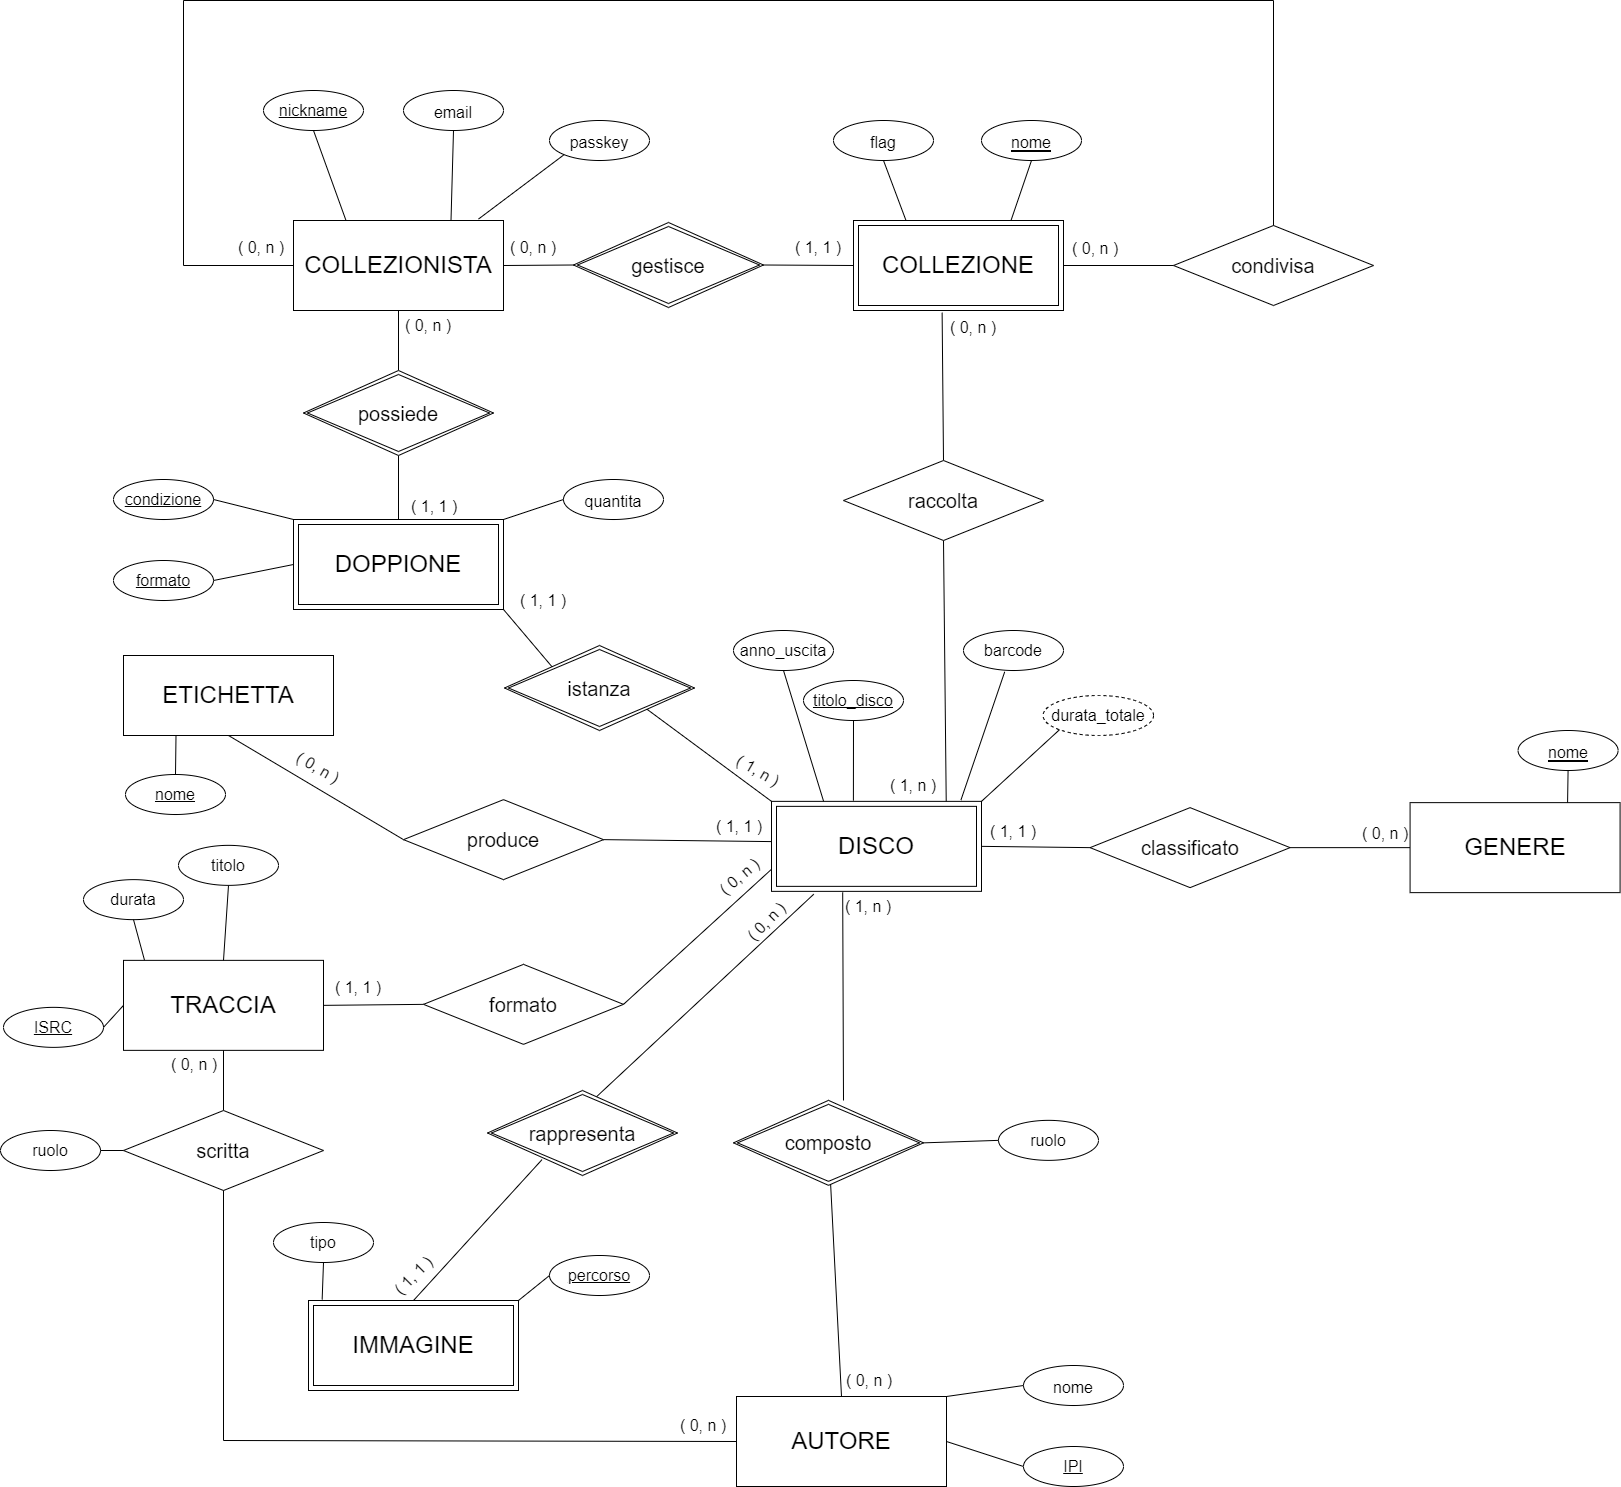 nickname
email
passkey
flag
nome
( 0, n )
COLLEZIONISTA
( 0, n )
gestisce
( 1, 1 )
COLLEZIONE
( 0, n )
condivisa
( 0, n )
( 0, n )
possiede
condizione
( 1, 1 )
quantita
raccolta
DOPPIONE
formato
( 1, 1 )
ETICHETTA
istanza
anno_uscita
barcode
titolo_disco
durata_totale
nome
( 0, n )
( 1, n )
( 1, n )
nome
produce
( 1, 1 )
DISCO
( 1, 1 )
classificato
( 0, n )
GENERE
titolo
durata
( 0, n )
( 0, n )
( 1, n )
TRACCIA
( 1, 1 )
formato
ISRC
( 0, n )
ruolo
scritta
rappresenta
composto
ruolo
tipo
( 1, 1 )
percorso
IMMAGINE
( 0, n )
nome
( 0, n )
AUTORE
IPI